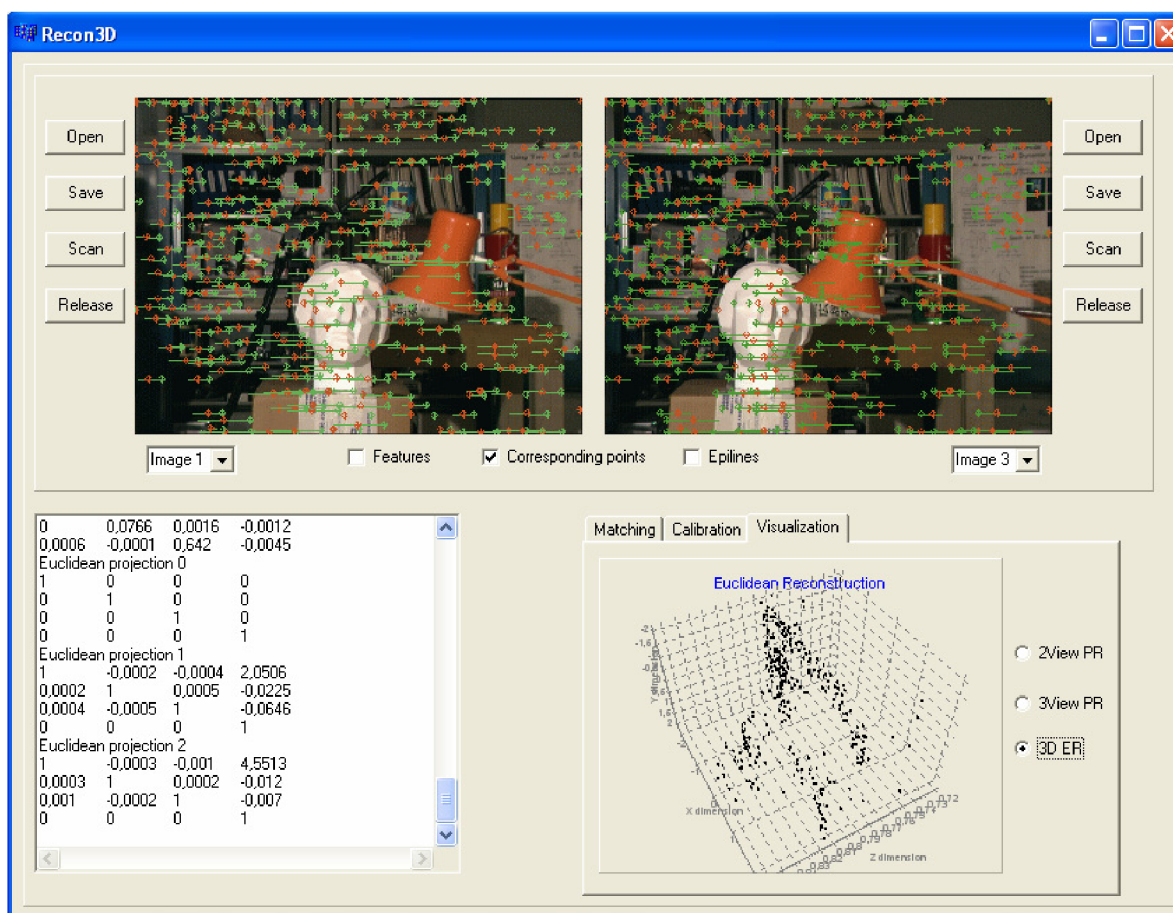 Recon3D
Open
Save
Scan
Release
Open
Save
Scan
Release
Image 1
Features
Corresponding points
Epilines
Image 3
0 0,0766 0,0016 -0,0012
0,0006 -0,0001 0,642 -0,0045
Euclidean projection 0
1 0 0 0
0 1 0 0
0 0 1 0
0 0 0 1
Euclidean projection 1
1 -0,0002 -0,0004 2,0506
0,0002 1 0,0005 -0,0225
0,0004 -0,0005 1 -0,0646
0 0 0 1
Euclidean projection 2
1 -0,0003 -0,001 4,5513
0,0003 1 0,0002 -0,012
0,001 -0,0002 1 -0,007
0 0 0 1
Matching Calibration Visualization
Euclidean Reconstruction
Y dimension
X dimension
Z dimension
2View PR
3View PR
3D ER